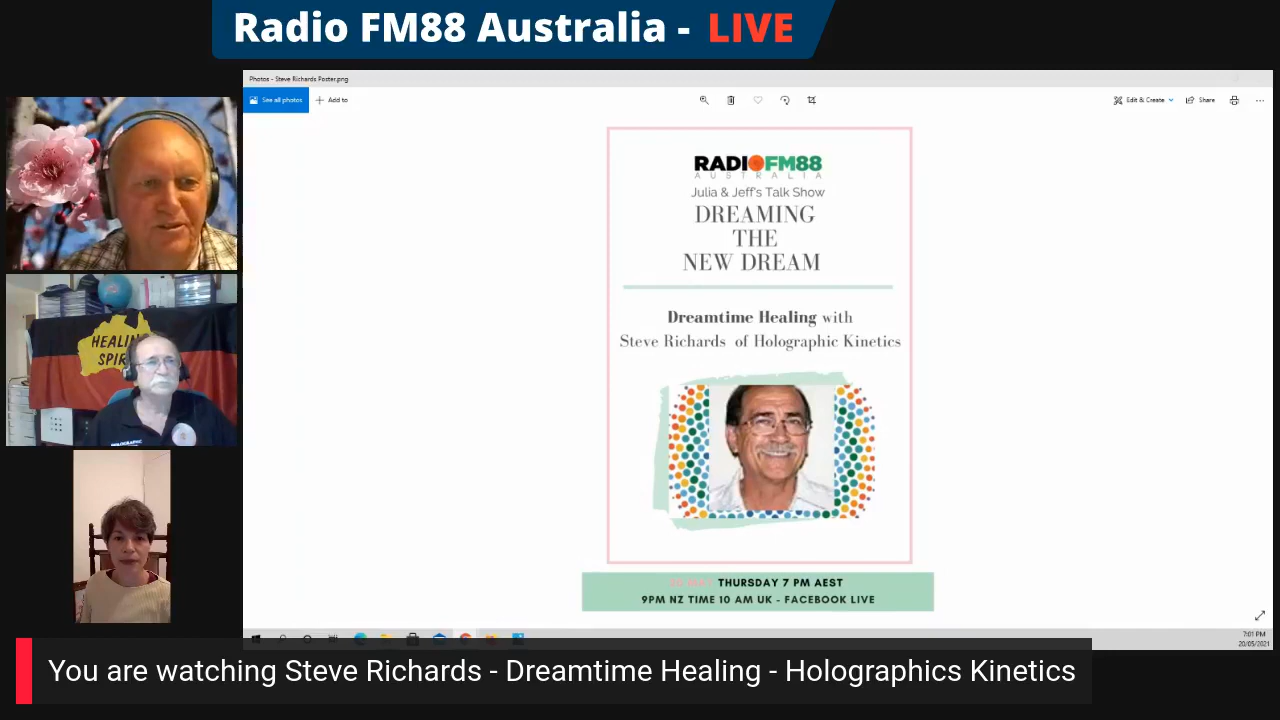 Radio FM88 Australia - LIVE
Photos - Steve Richards Poster.png
See all photos
Add to
Edit & Create
Share
RADIOFM88
AUSTRALIA
Julia & Jeff's Talk Show
DREAMING
THE
NEW DREAM
Dreamtime Healing with
Steve Richards of Holographic Kinetics
HEALING
SPIR
THURSDAY 7 PM AEST
9PM NZ TIME 10 AM UK - FACEBOOK LIVE
7:01 PM
20/05/2021
You are watching Steve Richards - Dreamtime Healing - Holographics Kinetics